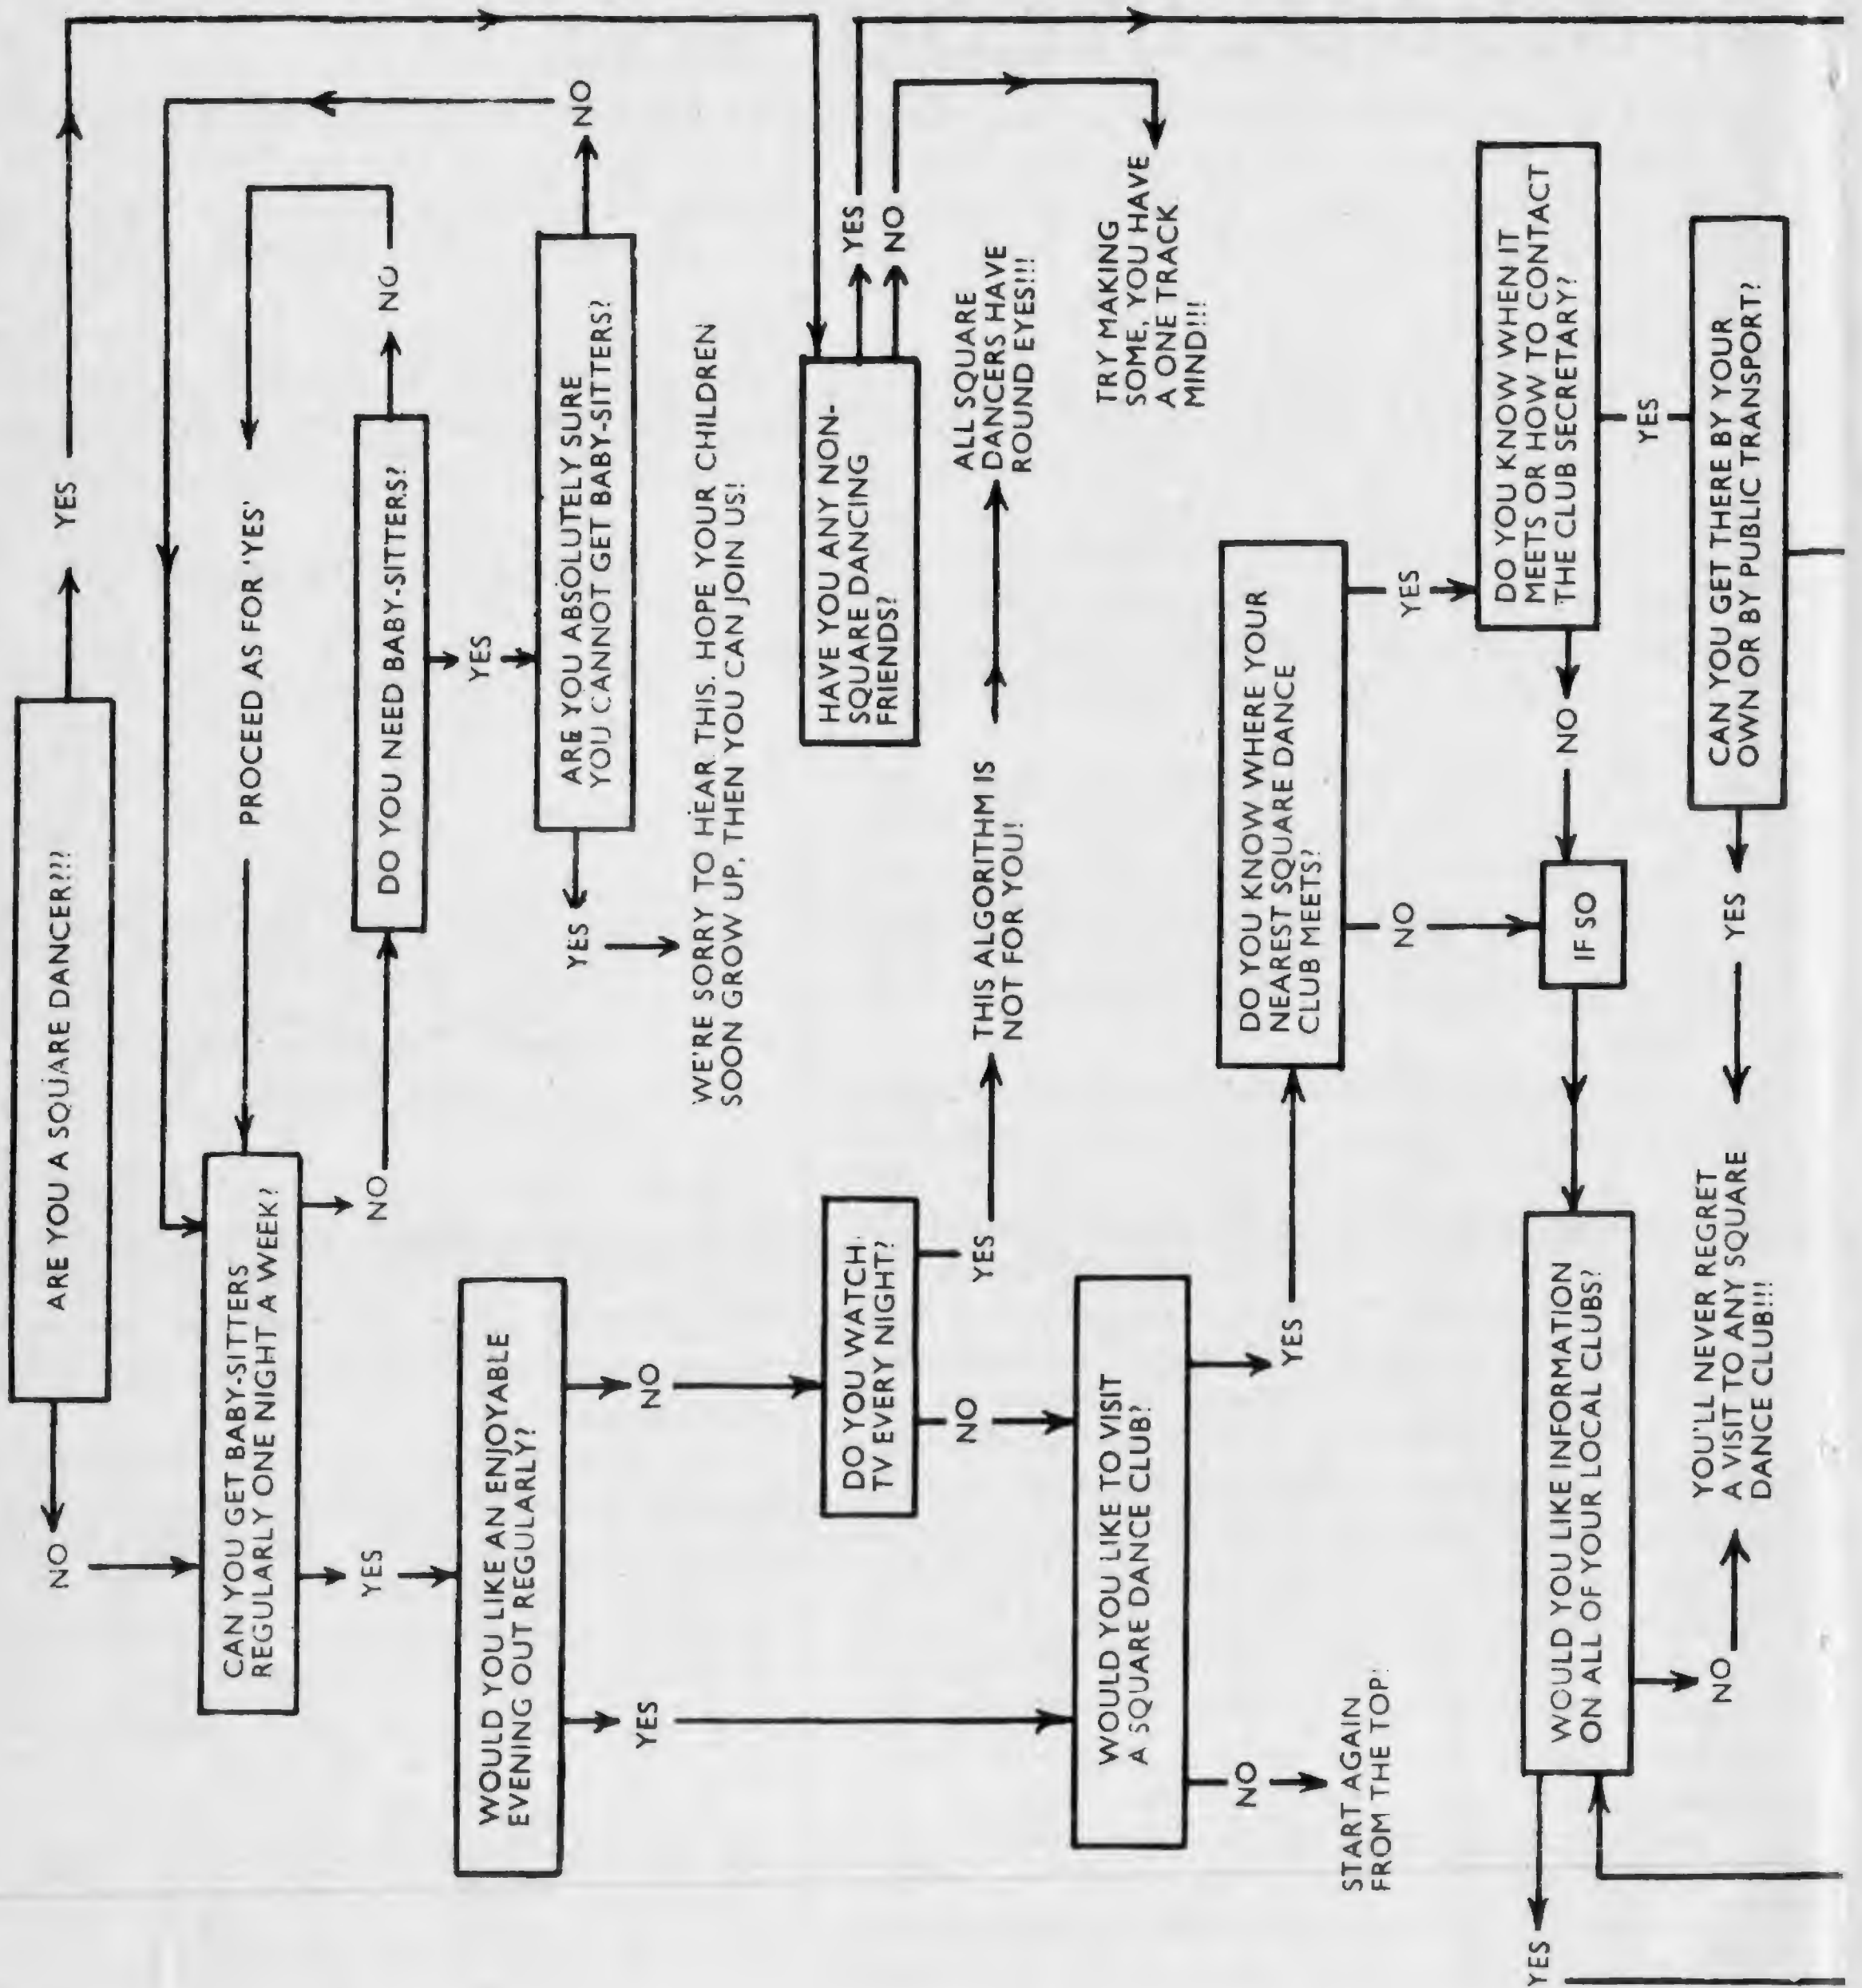 ARE YOU A SQUARE DANCER???
NO
YES
CAN YOU GET BABY-SITTERS
REGULARLY ONE NIGHT A WEEK?
PROCEED AS FOR 'YES'
NO
YES
DO YOU NEED BABY-SITTERS?
NO
YES
WOULD YOU LIKE AN ENJOYABLE
EVENING OUT REGULARLY?
ARE YOU ABSOLUTELY SURE
YOU CANNOT GET BABY-SITTERS?
NO
YES
WE'RE SORRY TO HEAR THIS. HOPE YOUR CHILDREN
SOON GROW UP, THEN YOU CAN JOIN US!
YES
NO
DO YOU WATCH
TV EVERY NIGHT?
HAVE YOU ANY NON-
SQUARE DANCING
FRIENDS?
YES
NO
NO
YES
THIS ALGORITHM IS
NOT FOR YOU!
ALL SQUARE
DANCERS HAVE
ROUND EYES!!!
TRY MAKING
SOME, YOU HAVE
A ONE TRACK
MIND!!!
WOULD YOU LIKE TO VISIT
A SQUARE DANCE CLUB?
NO
YES
START AGAIN
FROM THE TOP!
DO YOU KNOW WHERE YOUR
NEAREST SQUARE DANCE
CLUB MEETS?
NO
YES
DO YOU KNOW WHEN IT
MEETS OR HOW TO CONTACT
THE CLUB SECRETARY?
NO
YES
IF SO
WOULD YOU LIKE INFORMATION
ON ALL OF YOUR LOCAL CLUBS?
YES
NO
YOU'LL NEVER REGRET
A VISIT TO ANY SQUARE
DANCE CLUB!!!
YES
CAN YOU GET THERE BY YOUR
OWN OR BY PUBLIC TRANSPORT?